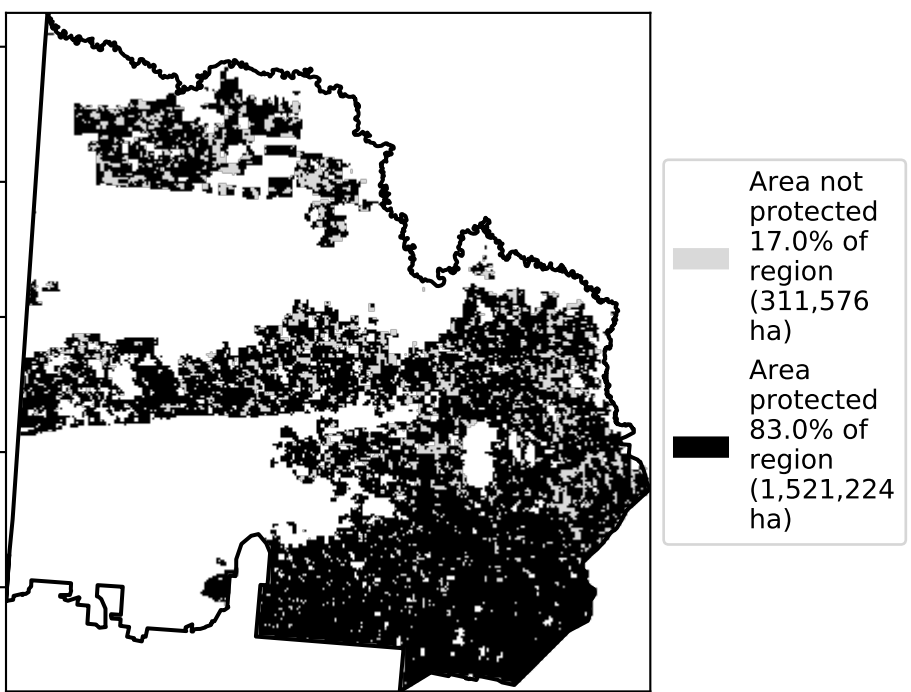 Area not
protected
17.0% of
region
(311,576
ha)
Area
protected
83.0% of
region
(1,521,224
ha)